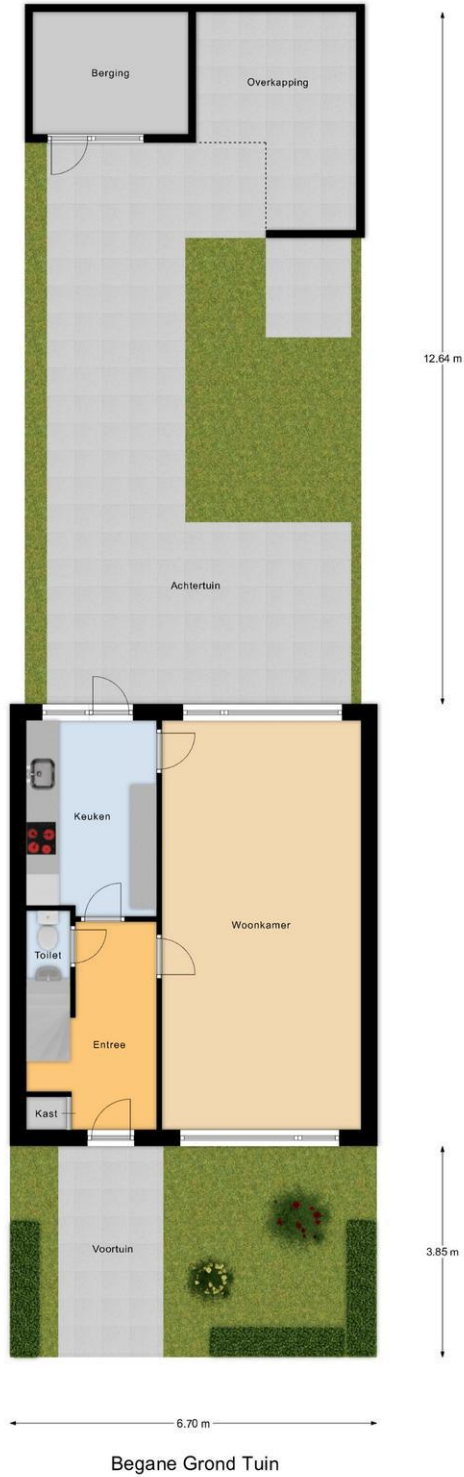 Berging
Overkapping
12.64 m
Achtertuin
Keuken
Woonkamer
Toilet
Entree
Kast
Voortuin
3.85 m
6.70 m
Begane Grond Tuin